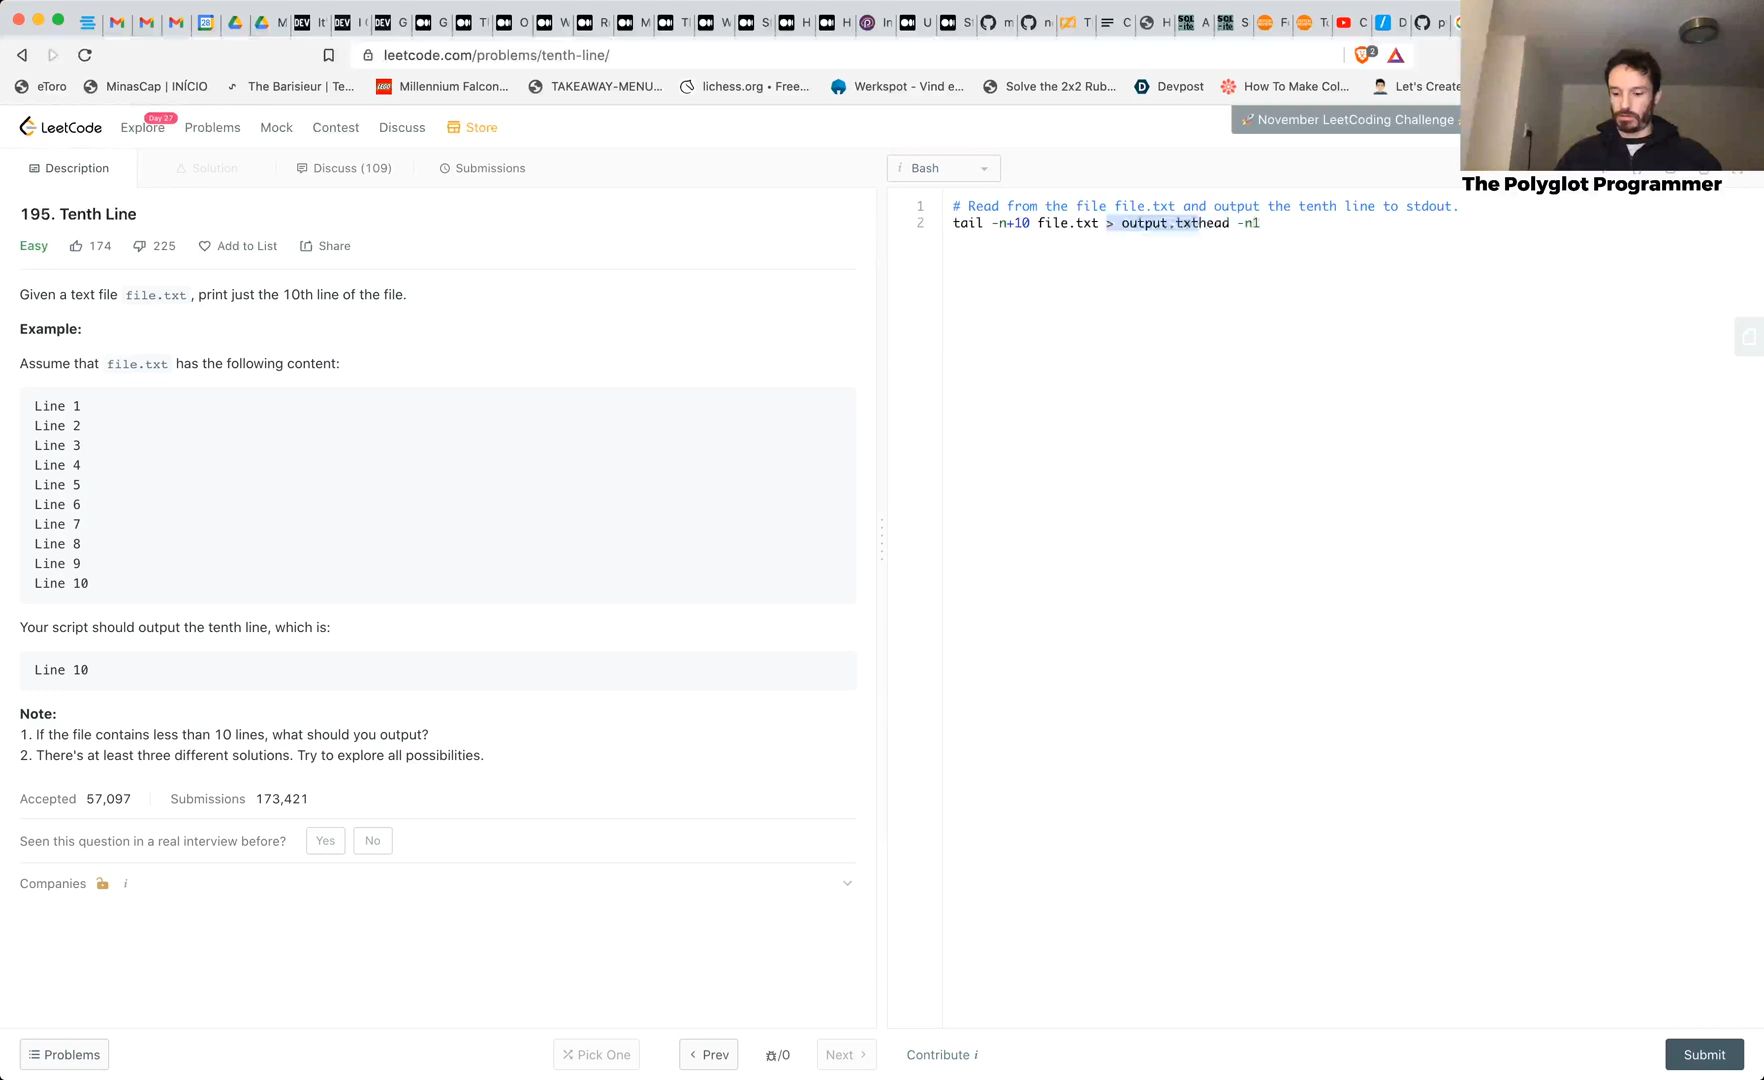 DEV
It
DEV
I
DEV
G
G
T
O
W
R
M
T
W
S
H
H
In
U
S
m
n
T
C
H
A
S
F
T
C
D
p
leetcode.com/problems/tenth-line/
2
eToro
MinasCap | INÍCIO
The Barisieur | Te...
Millennium Falcon...
TAKEAWAY-MENU...
lichess.org • Free...
Werkspot - Vind e...
Solve the 2x2 Rub...
Devpost
How To Make Col...
Let's Create
LeetCode
Explore
Day 27
Problems
Mock
Contest
Discuss
Store
November LeetCoding Challenge
The Polyglot Programmer
Description
Solution
Discuss (109)
Submissions
i Bash
195. Tenth Line
Easy
174
225
Add to List
Share
Given a text file file.txt, print just the 10th line of the file.
Example:
Assume that file.txt has the following content:
Line 1
Line 2
Line 3
Line 4
Line 5
Line 6
Line 7
Line 8
Line 9
Line 10
Your script should output the tenth line, which is:
Line 10
Note:
1. If the file contains less than 10 lines, what should you output?
2. There's at least three different solutions. Try to explore all possibilities.
Accepted 57,097
Submissions 173,421
Seen this question in a real interview before?
Yes
No
Companies
i
1 # Read from the file file.txt and output the tenth line to stdout.
2 tail -n+10 file.txt > output.txthead -n1
Problems
Pick One
Prev
/0
Next
Contribute i
Submit